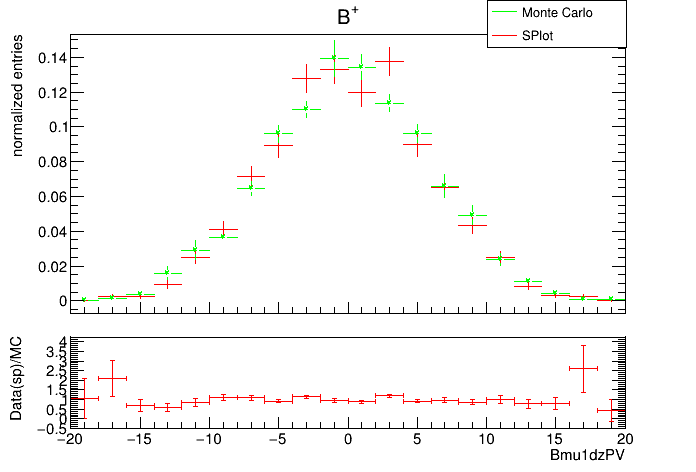 B+
Monte Carlo
SPlot
normalized entries
0.14
0.12
0.1
0.08
0.06
0.04
0.02
0
Data(sp)/MC
4
3.5
3
2.5
2
1.5
1
0.5
0
−0.5
−20 −15 −10 −5 0 5 10 15 20
Bmu1dzPV